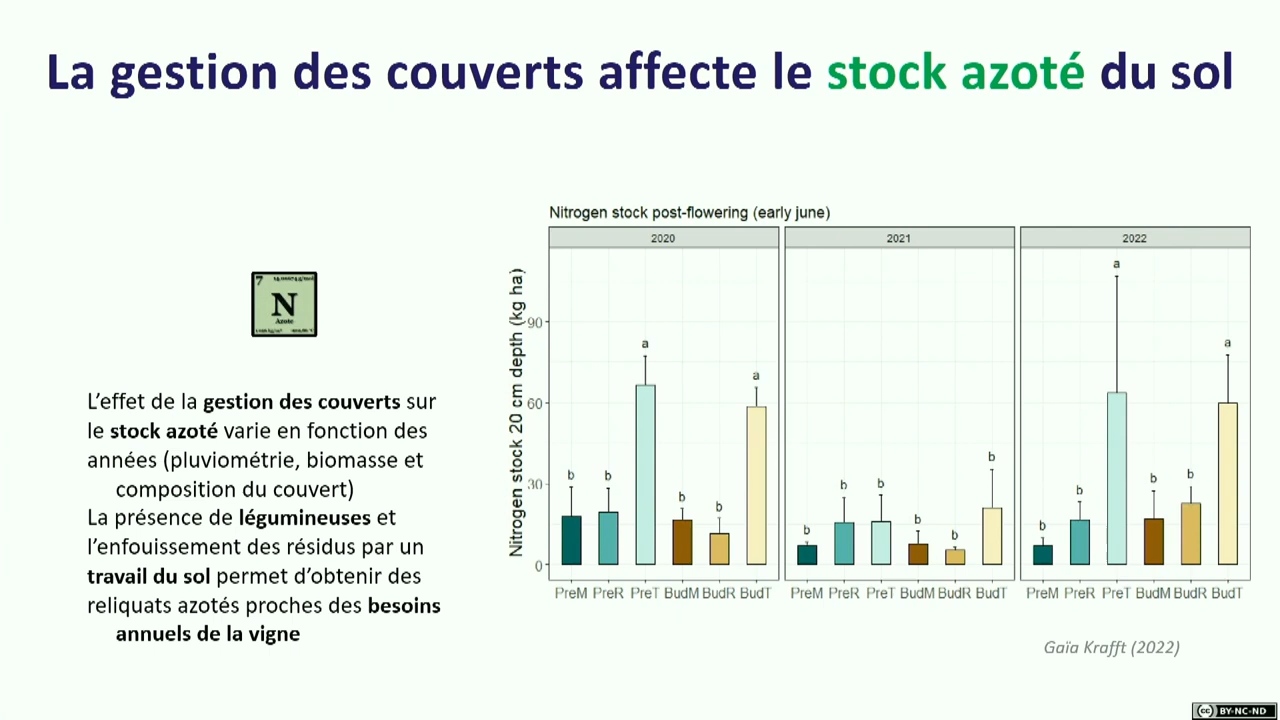 La gestion des couverts affecte le stock azoté du sol
7
N
Azote
L'effet de la gestion des couverts sur
le stock azoté varie en fonction des
années (pluviométrie, biomasse et
composition du couvert)
La présence de légumineuses et
l'enfouissement des résidus par un
travail du sol permet d'obtenir des
reliquats azotés proches des besoins
annuels de la vigne
Nitrogen stock post-flowering (early june)
Nitrogen stock 20 cm depth (kg ha)
90
60
30
0
2020
b b a b b a
PreM PreR PreT BudM BudR BudT
2021
b b b b b b
PreM PreR PreT BudM BudR BudT
2022
b b a b b a
PreM PreR PreT BudM BudR BudT
Gaïa Krafft (2022)
cc BY-NC-ND